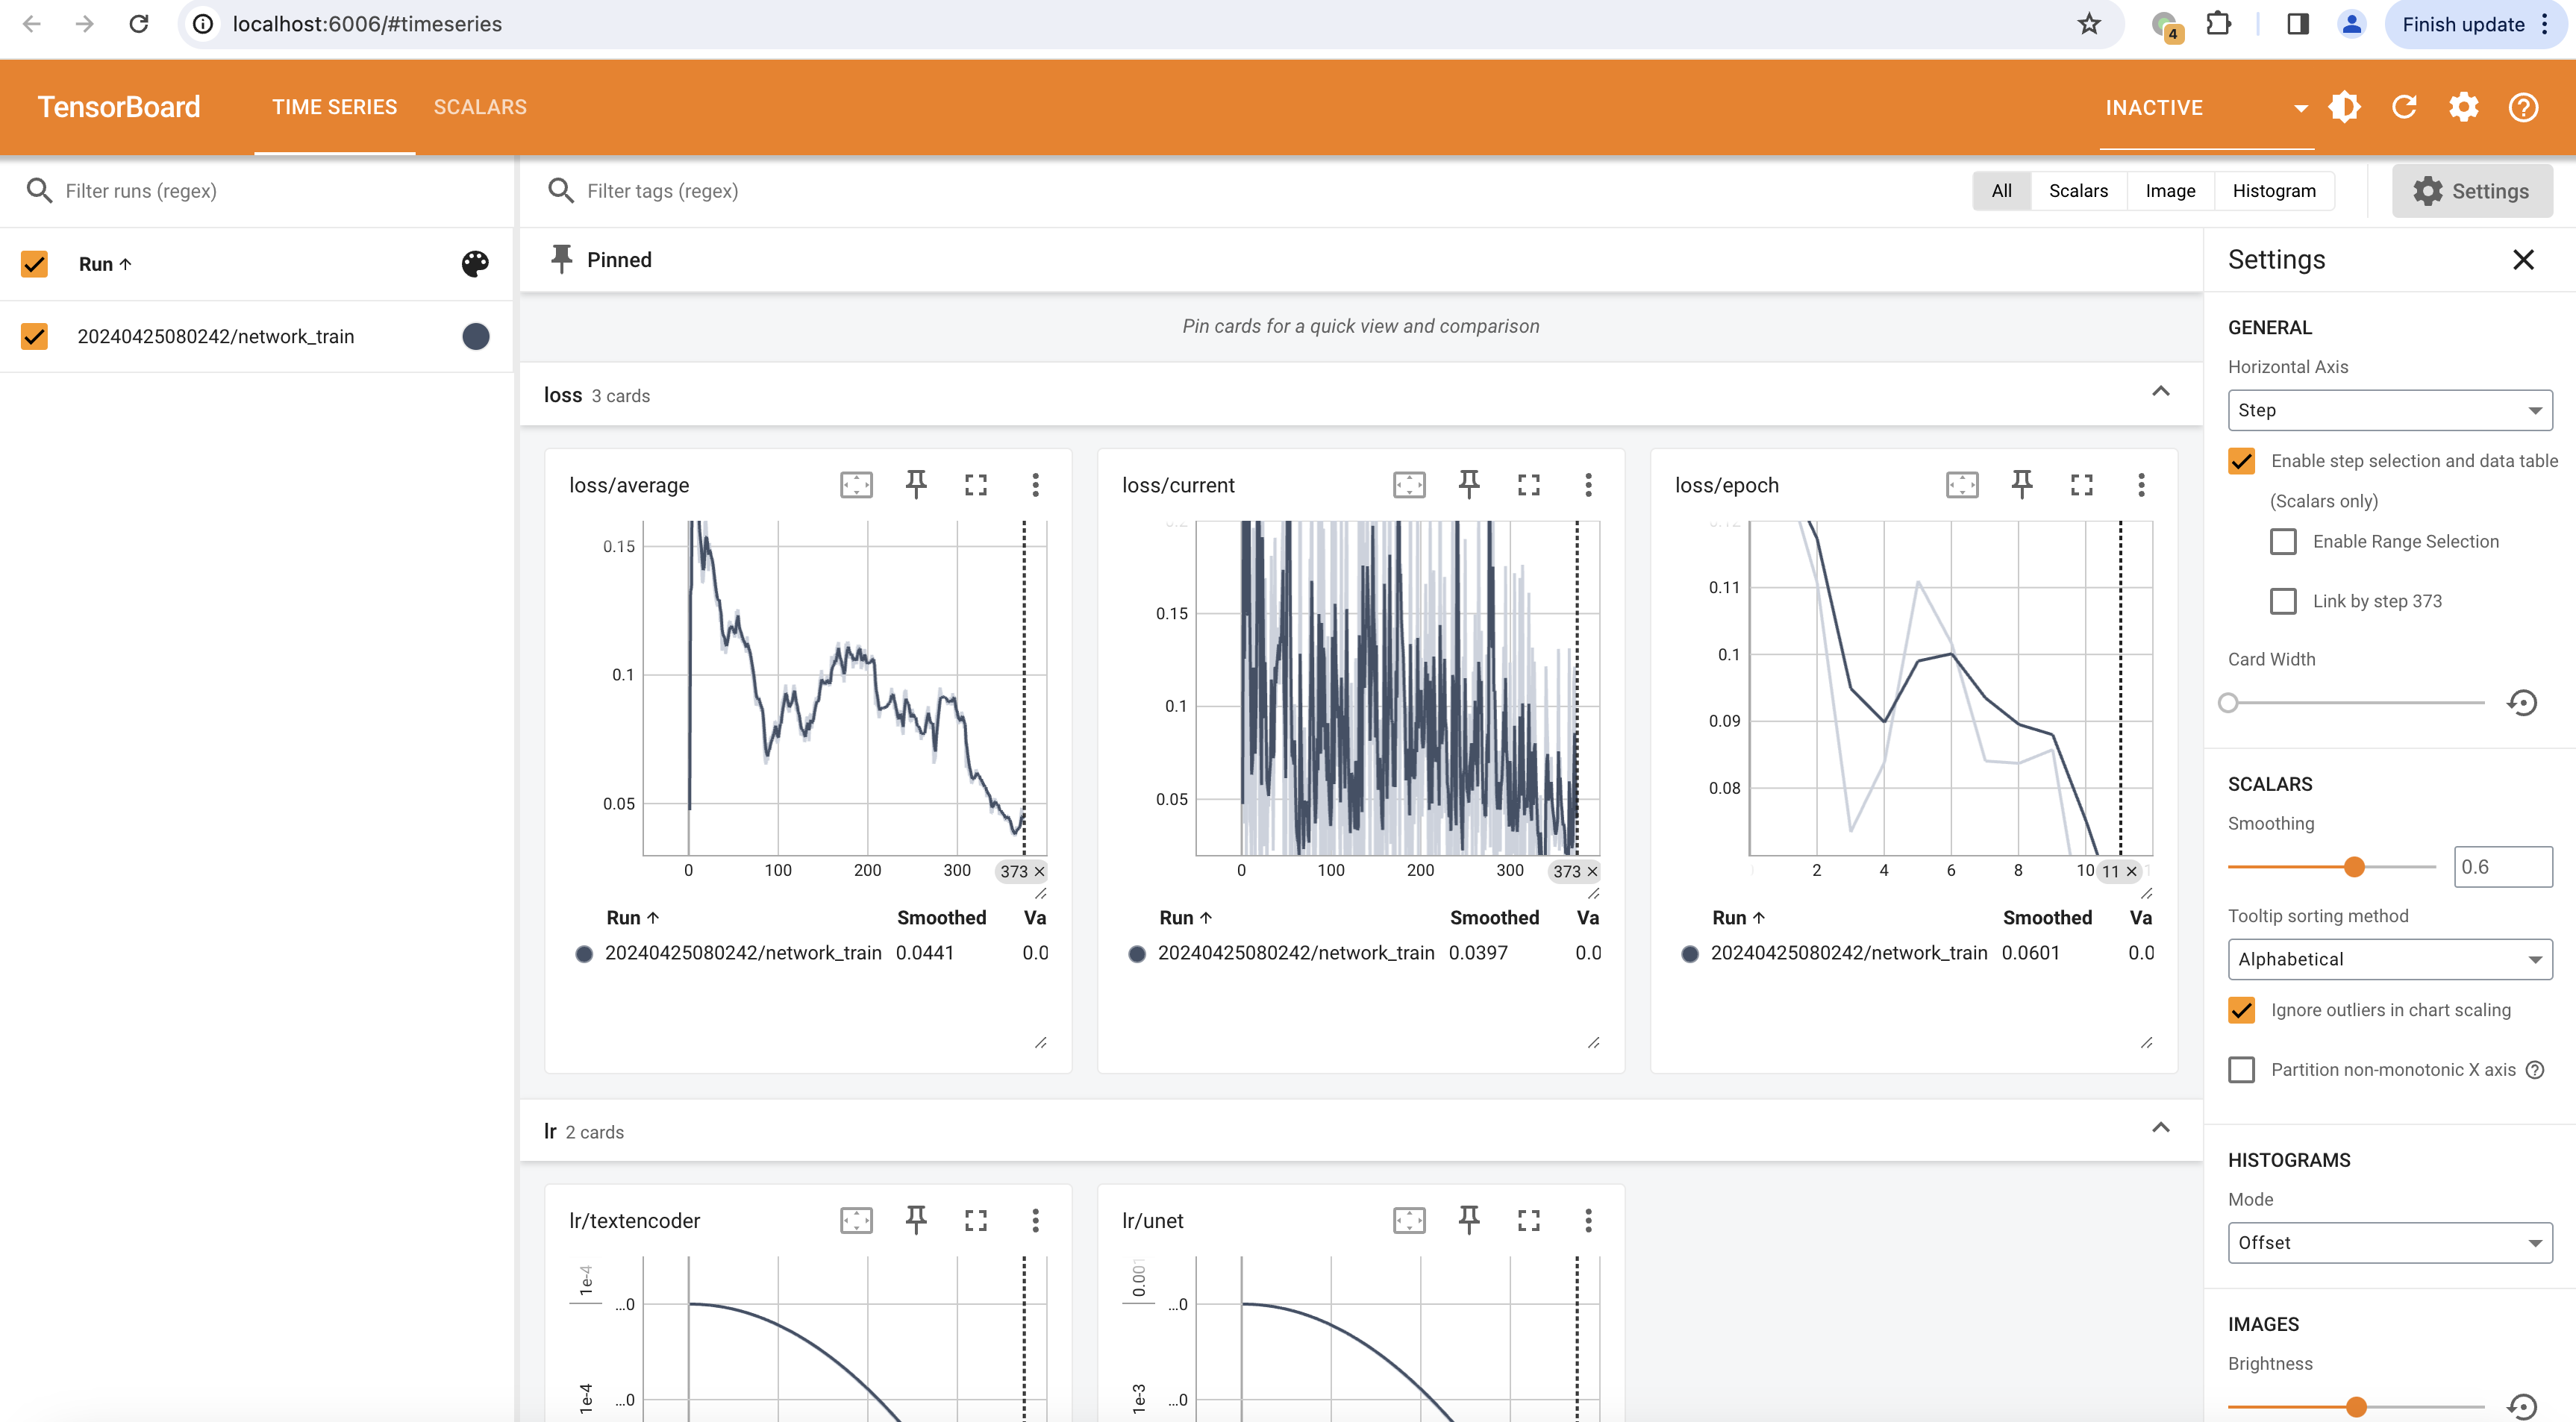 localhost:6006/#timeseries
4
Finish update
TensorBoard
TIME SERIES
SCALARS
INACTIVE
Filter runs (regex)
Filter tags (regex)
All
Scalars
Image
Histogram
Settings
Run ↑
20240425080242/network_train
Pinned
Pin cards for a quick view and comparison
loss 3 cards
loss/average
0.15
0.1
0.05
0 100 200 300 373 ×
Run ↑ Smoothed Va
20240425080242/network_train 0.0441 0.0
loss/current
0.2
0.15
0.1
0.05
0 100 200 300 373 ×
Run ↑ Smoothed Va
20240425080242/network_train 0.0397 0.0
loss/epoch
0.12
0.11
0.1
0.09
0.08
2 4 6 8 10 11 ×
Run ↑ Smoothed Va
20240425080242/network_train 0.0601 0.0
lr 2 cards
lr/textencoder
1e-4
...0
1e-4
...0
lr/unet
0.001
...0
1e-3
...0
Settings
GENERAL
Horizontal Axis
Step
Enable step selection and data table
(Scalars only)
Enable Range Selection
Link by step 373
Card Width
SCALARS
Smoothing
0.6
Tooltip sorting method
Alphabetical
Ignore outliers in chart scaling
Partition non-monotonic X axis
HISTOGRAMS
Mode
Offset
IMAGES
Brightness